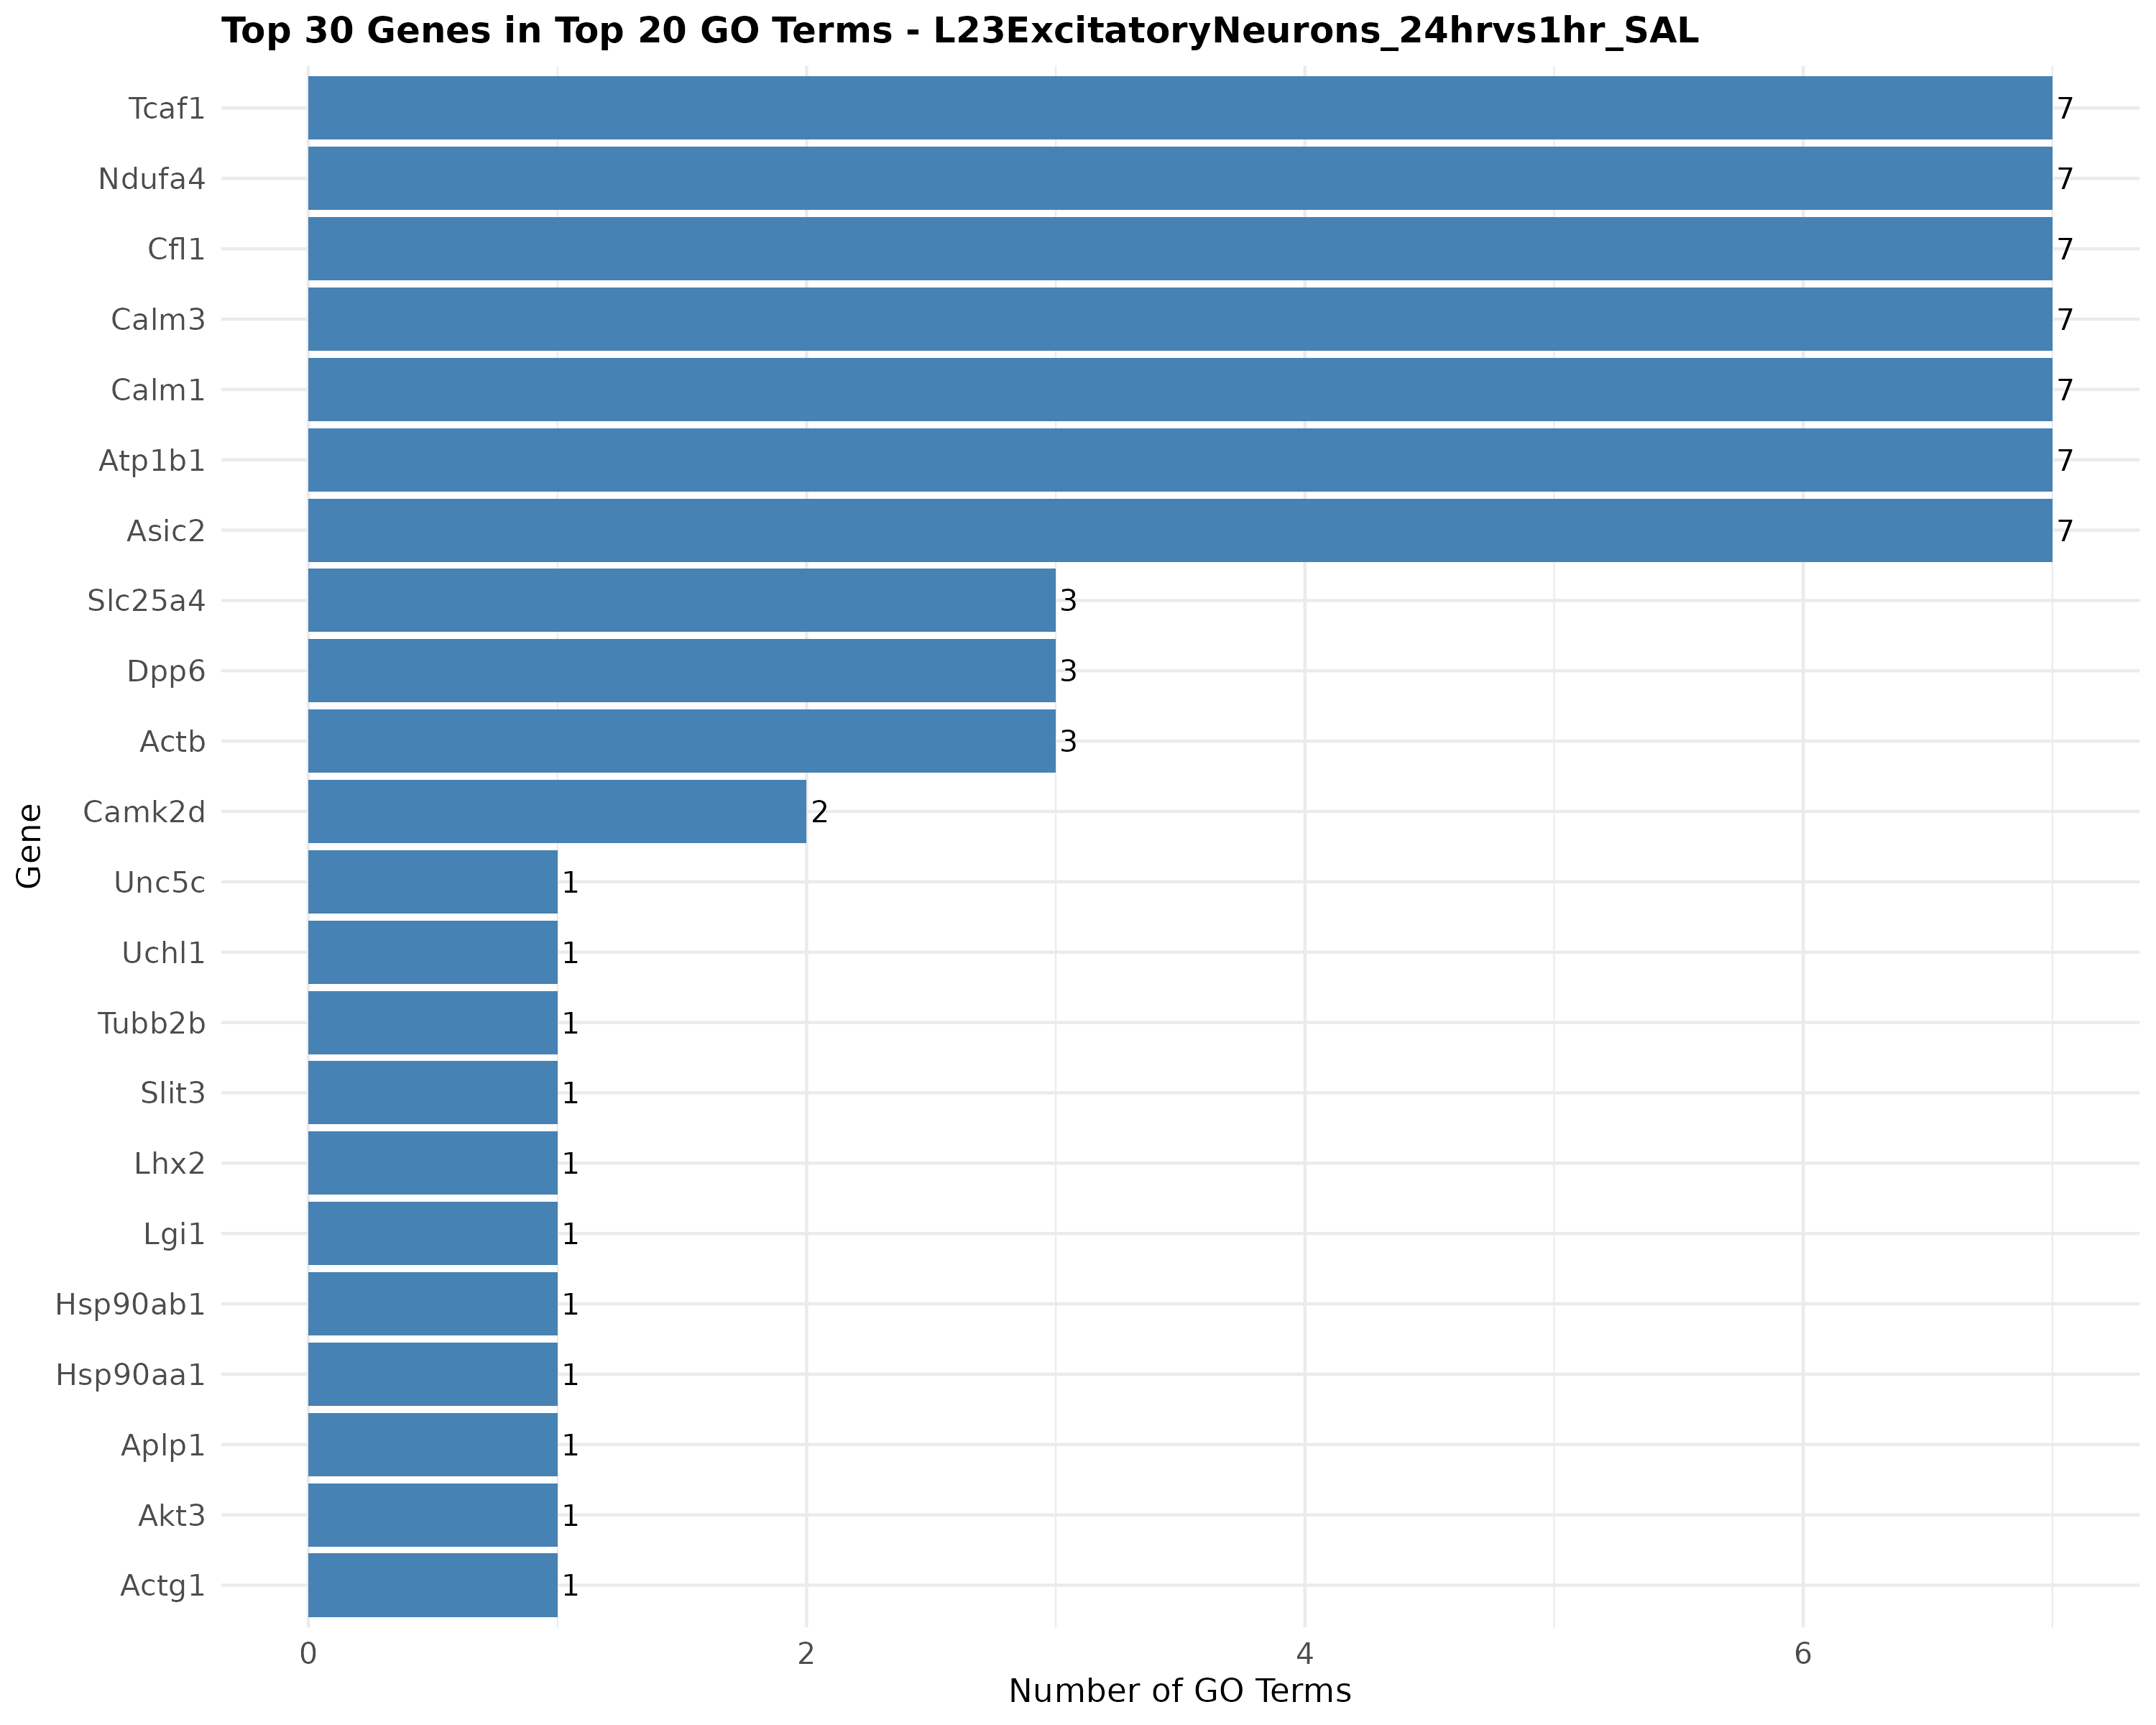 Top 30 Genes in Top 20 GO Terms - L23ExcitatoryNeurons_24hrvs1hr_SAL
Tcaf1 7
Ndufa4 7
Cfl1 7
Calm3 7
Calm1 7
Atp1b1 7
Asic2 7
Slc25a4 3
Dpp6 3
Actb 3
Camk2d 2
Unc5c 1
Uchl1 1
Tubb2b 1
Slit3 1
Lhx2 1
Lgi1 1
Hsp90ab1 1
Hsp90aa1 1
Aplp1 1
Akt3 1
Actg1 1
Gene
0 2 4 6
Number of GO Terms